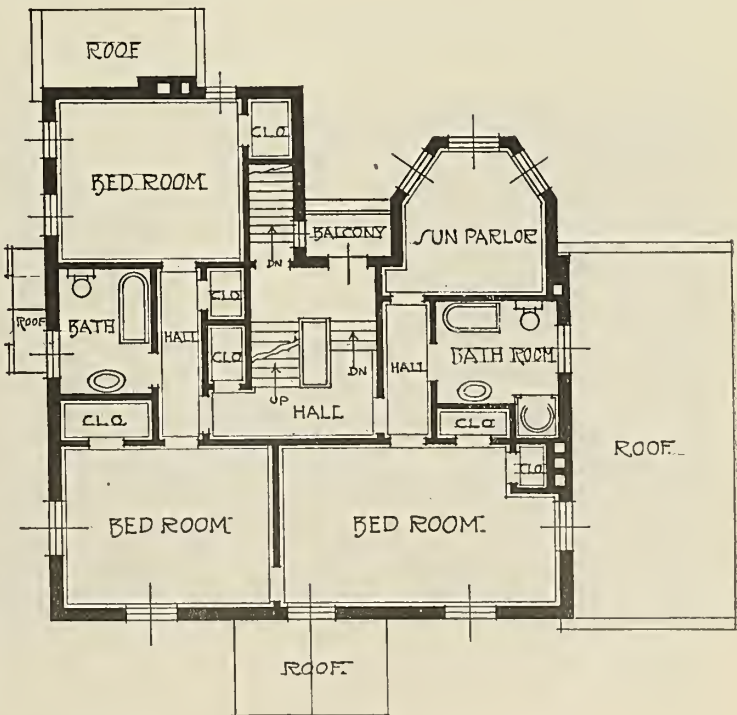 ROOF
CLO
BED ROOM
BALCONY
SUN PARLOR
DN
CLO
ROOF
BATH
HALL
CLO
DN
HALL
BATH ROOM
UP
HALL
CLO
CLO
CLO
ROOF
BED ROOM
BED ROOM
ROOF